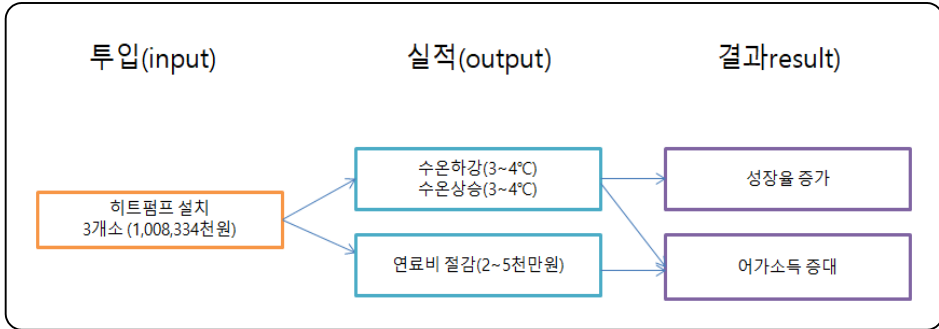 투입(input)
실적(output)
결과result)
히트펌프 설치
3개소 (1,008,334천원)
수온하강(3~4℃)
수온상승(3~4℃)
연료비 절감(2~5천만원)
성장율 증가
어가소득 증대